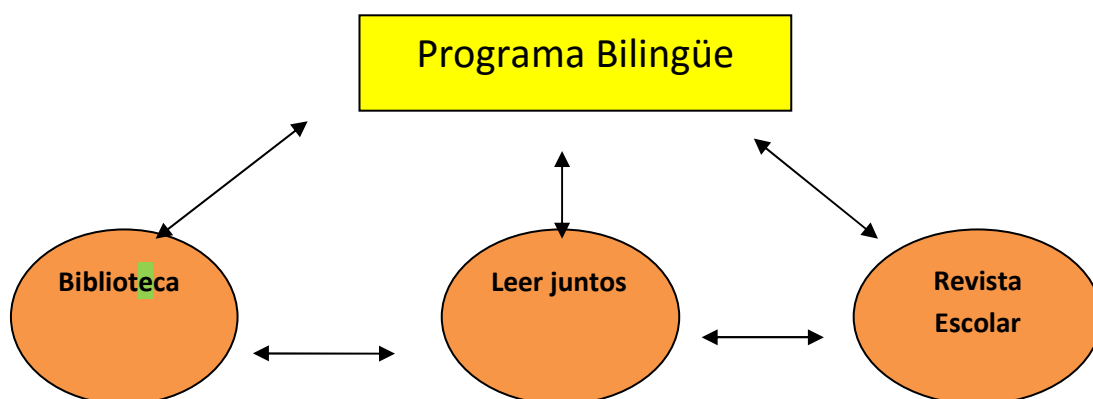 Programa Bilingüe
Biblioteca
Leer juntos
Revista
Escolar